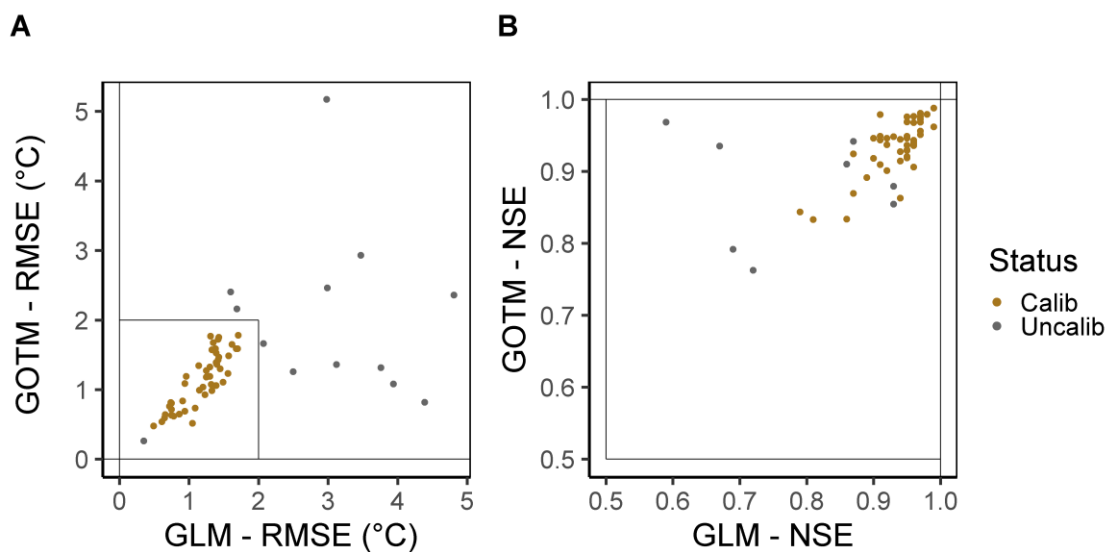 A
GOTM - RMSE (°C)
5
4
3
2
1
0
0 1 2 3 4 5
GLM - RMSE (°C)
B
GOTM - NSE
1.0
0.9
0.8
0.7
0.6
0.5
0.5 0.6 0.7 0.8 0.9 1.0
GLM - NSE
Status
Calib
Uncalib